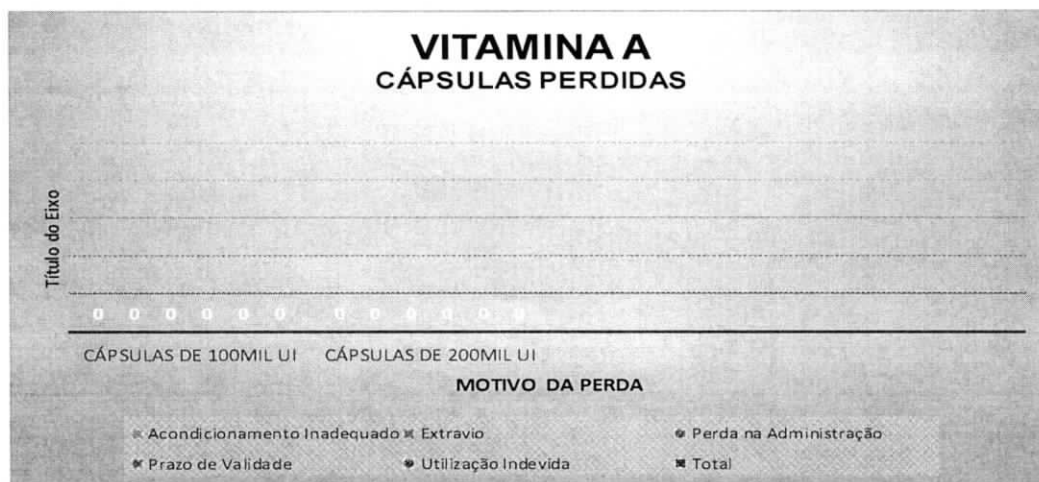 VITAMINA A
CÁPSULAS PERDIDAS
Título do Eixo
0 0 0 0 0 0 0 0 0 0 0 0
CÁPSULAS DE 100MIL UI CÁPSULAS DE 200MIL UI
MOTIVO DA PERDA
Acondicionamento Inadequado Extravio Perda na Administração
Prazo de Validade Utilização Indevida Total